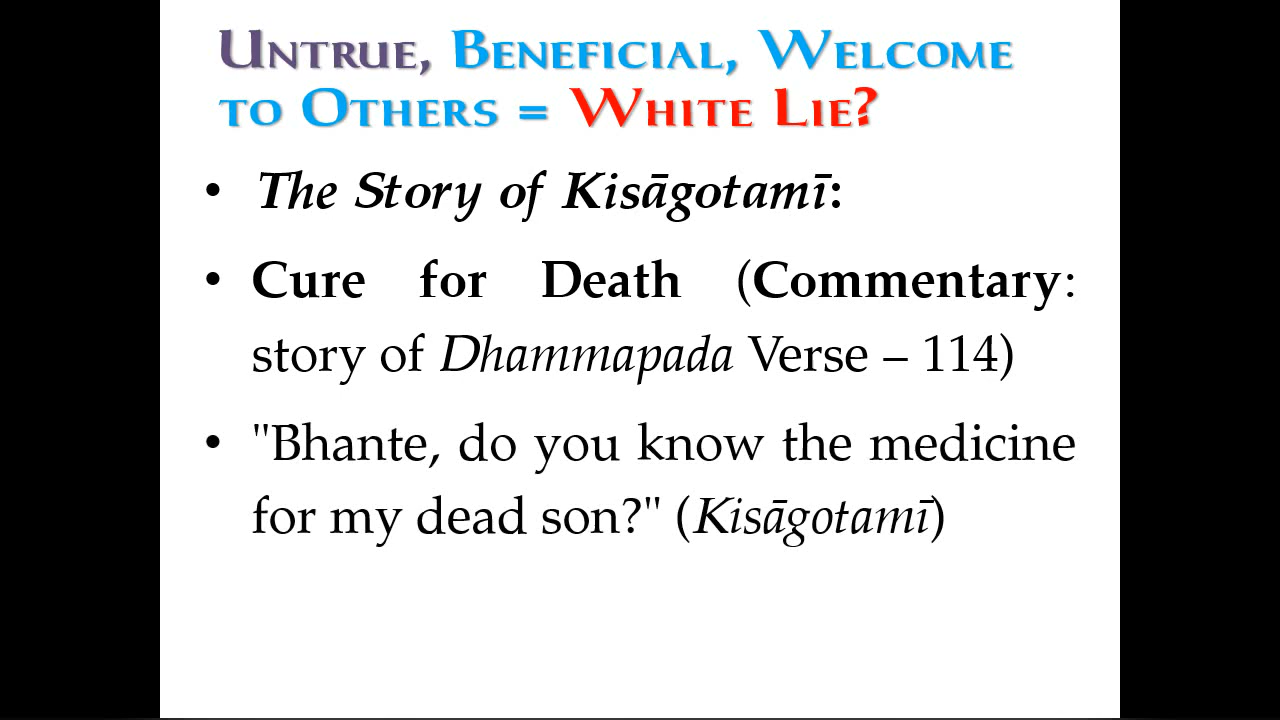 Untrue, Beneficial, Welcome
to Others = White Lie?
• The Story of Kisāgotamī:
• Cure for Death (Commentary:
story of Dhammapada Verse – 114)
• "Bhante, do you know the medicine
for my dead son?" (Kisāgotamī)